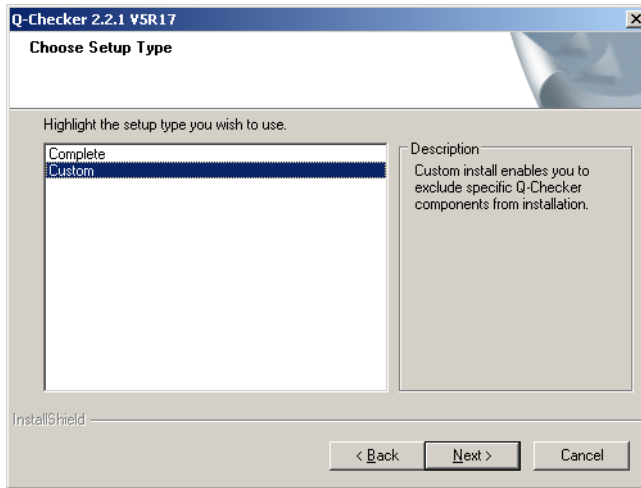 Q-Checker 2.2.1 V5R17
Choose Setup Type
Highlight the setup type you wish to use.
Complete
Custom
Description
Custom install enables you to
exclude specific Q-Checker
components from installation.
InstallShield
< Back
Next >
Cancel